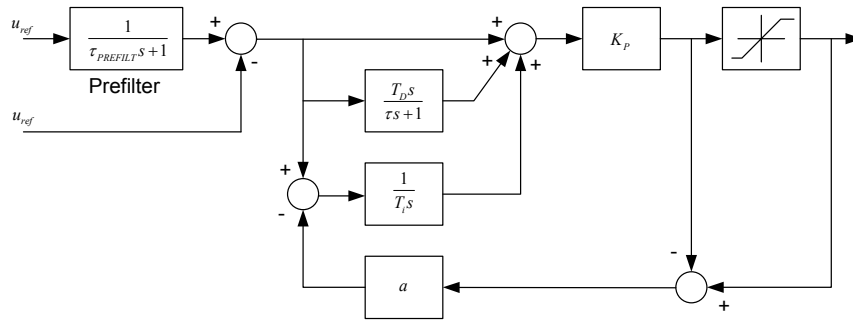 u_ref
1
τ_PREFILT s+1
Prefilter
+
-
u_ref
+
+
+
K_P
T_D s
τs+1
+
-
1
T_i s
a
-
+